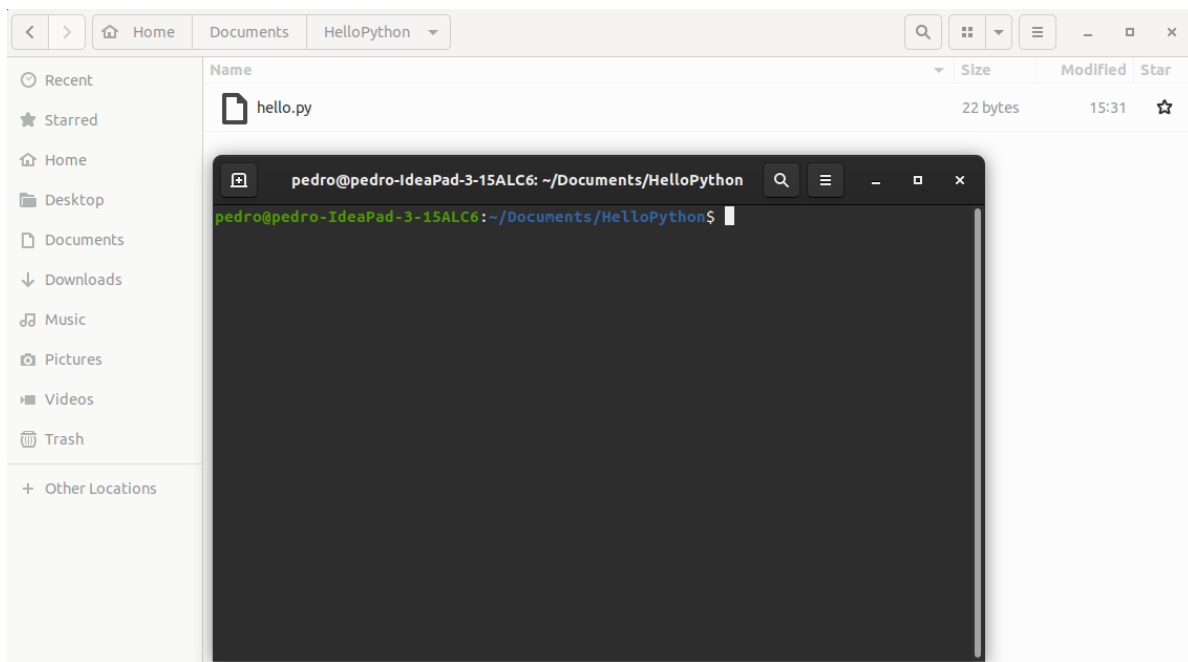 Home Documents HelloPython
Name Size Modified Star
Recent
hello.py 22 bytes 15:31
Starred
Home
pedro@pedro-IdeaPad-3-15ALC6: ~/Documents/HelloPython
Desktop
pedro@pedro-IdeaPad-3-15ALC6:~/Documents/HelloPython$
Documents
Downloads
Music
Pictures
Videos
Trash
+ Other Locations